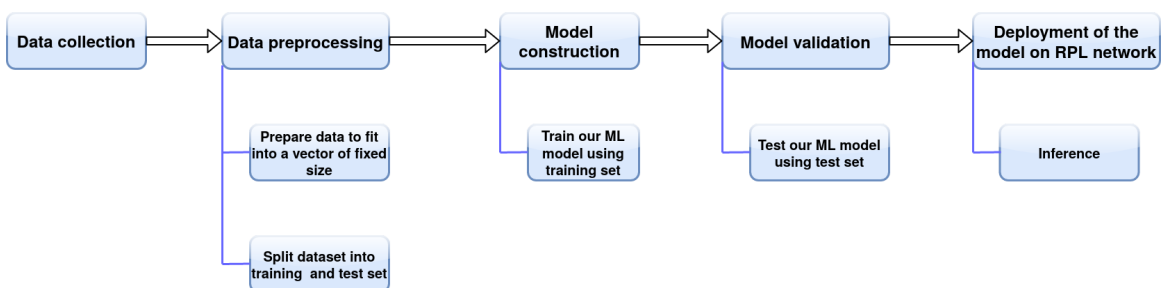 Data collection
Data preprocessing
Model
construction
Model validation
Deployment of the
model on RPL network
Prepare data to fit
into a vector of fixed
size
Split dataset into
training and test set
Train our ML
model using
training set
Test our ML model
using test set
Inference